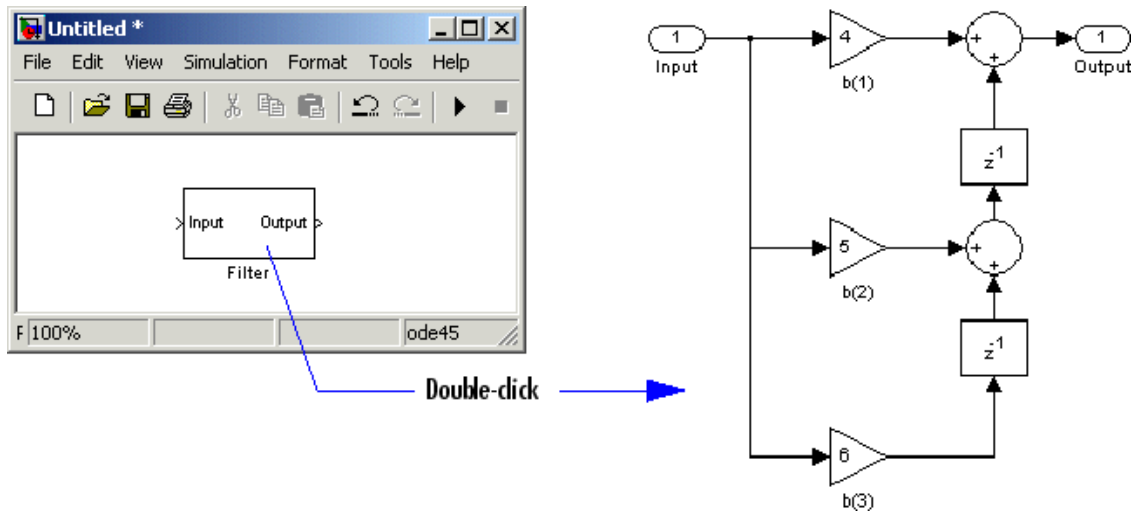 Untitled *
File Edit View Simulation Format Tools Help
Input Output
Filter
F 100% ode45
Double-click
1
Input
4
b(1)
+
+
1
Output
z-1
5
b(2)
+
+
z-1
6
b(3)